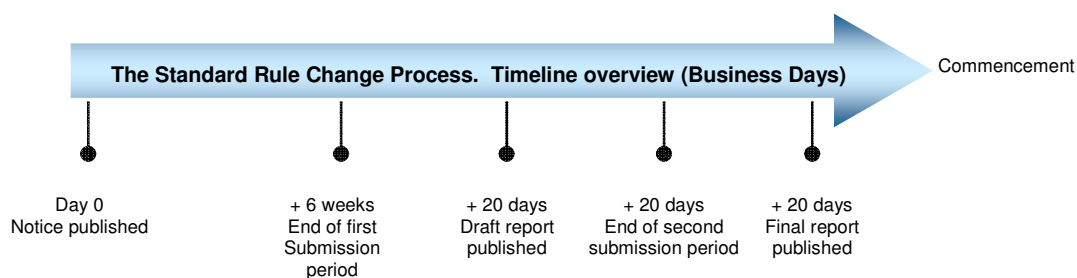 The Standard Rule Change Process. Timeline overview (Business Days)
Commencement
Day 0
Notice published
+ 6 weeks
End of first
Submission
period
+ 20 days
Draft report
published
+ 20 days
End of second
submission period
+ 20 days
Final report
published